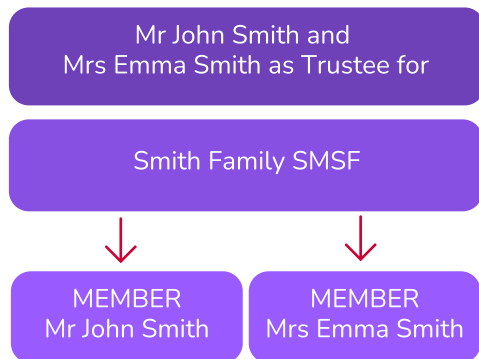 Mr John Smith and
Mrs Emma Smith as Trustee for
Smith Family SMSF
MEMBER
Mr John Smith
MEMBER
Mrs Emma Smith